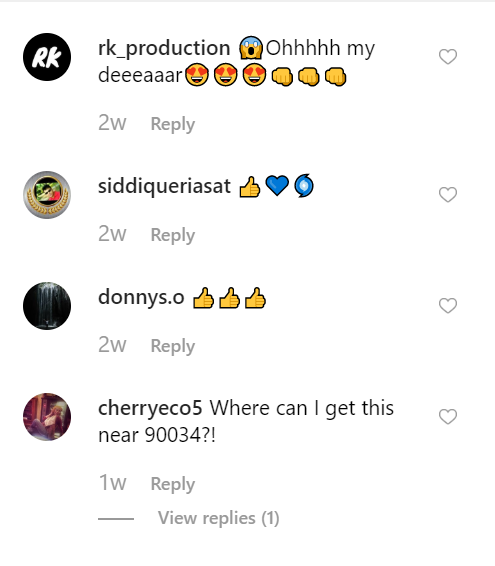 RK
rk_production 😱Ohhhhh my
deeeaaar😍😍😍👊👊👊
2w Reply
siddiqueriasat 👍💙🌀
2w Reply
donnys.o 👍👍👍
2w Reply
cherryeco5 Where can I get this
near 90034?!
1w Reply
View replies (1)